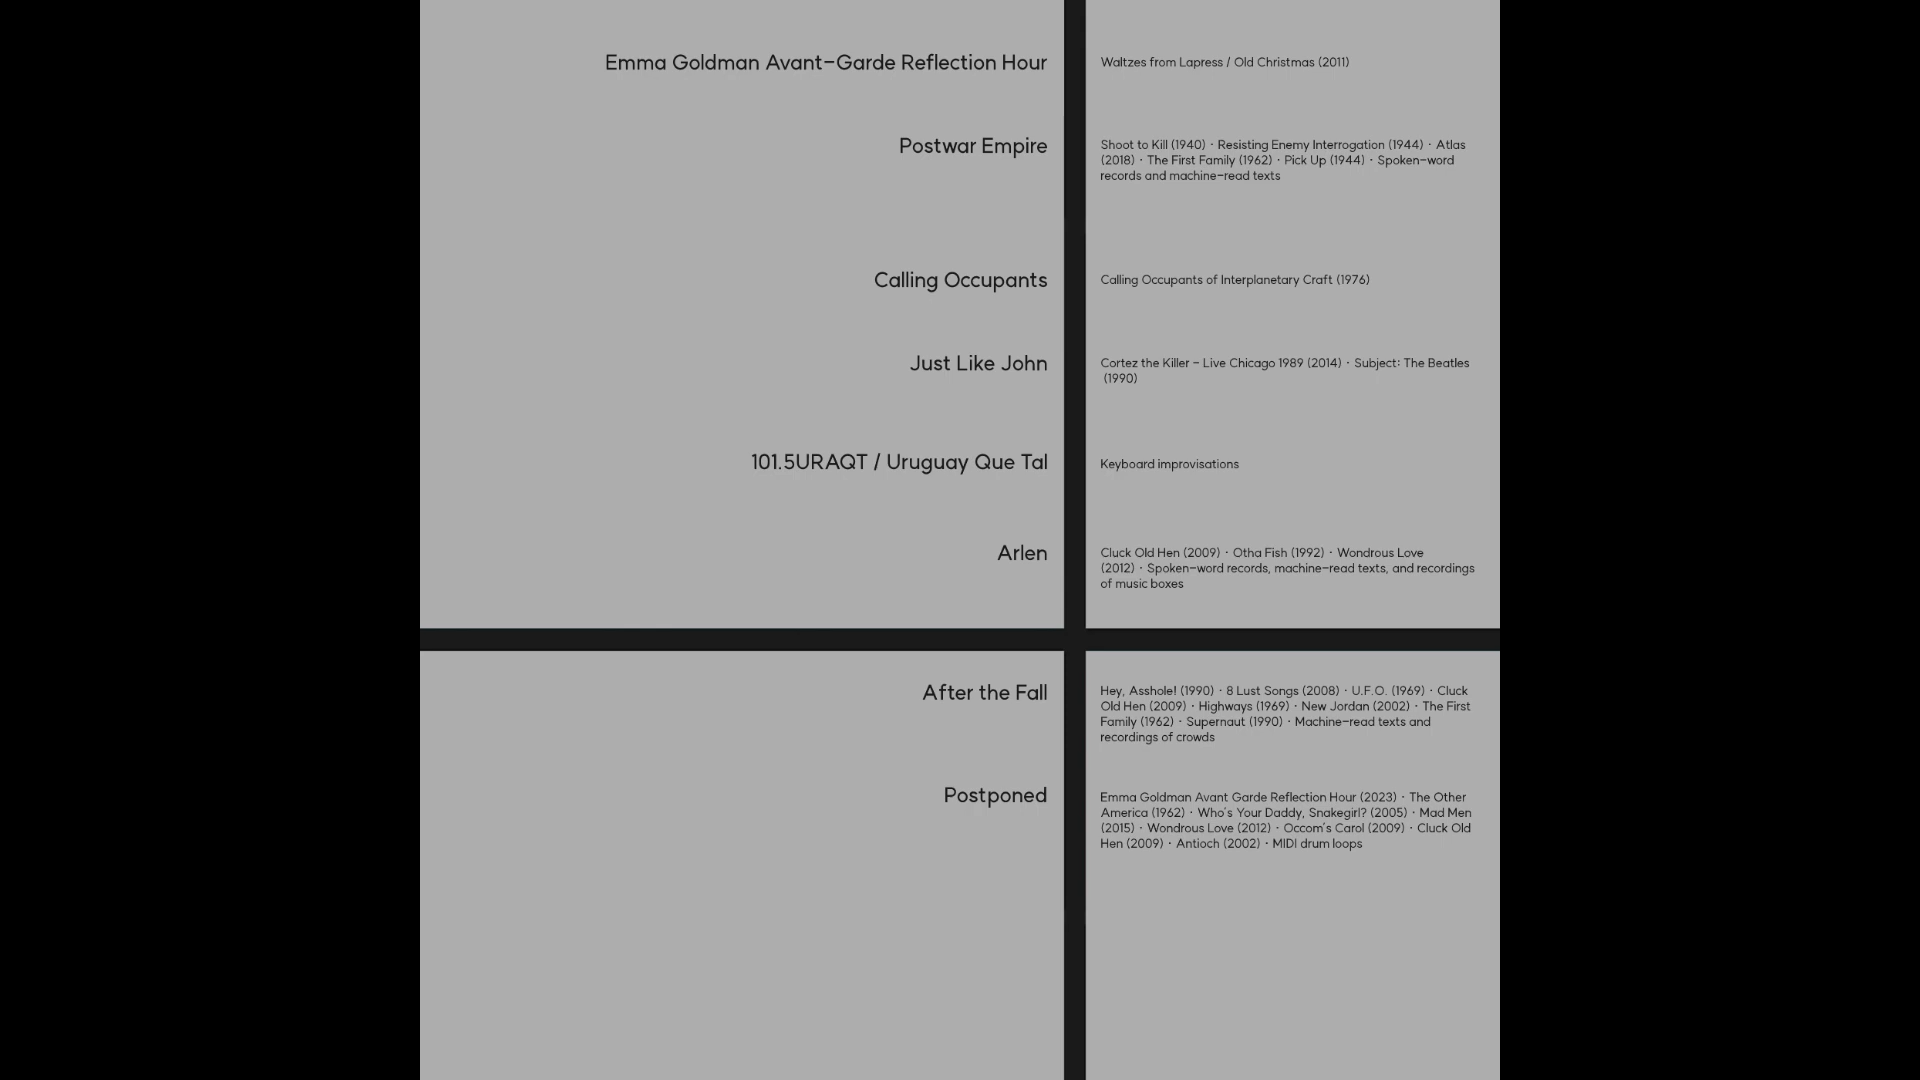 Emma Goldman Avant-Garde Reflection Hour
Waltzes from Lapress / Old Christmas (2011)
Postwar Empire
Shoot to Kill (1940) · Resisting Enemy Interrogation (1944) · Atlas
(2018) · The First Family (1962) · Pick Up (1944) · Spoken-word
records and machine-read texts
Calling Occupants
Calling Occupants of Interplanetary Craft (1976)
Just Like John
Cortez the Killer - Live Chicago 1989 (2014) · Subject: The Beatles
(1990)
101.5URAQT / Uruguay Que Tal
Keyboard improvisations
Arlen
Cluck Old Hen (2009) · Otha Fish (1992) · Wondrous Love
(2012) · Spoken-word records, machine-read texts, and recordings
of music boxes
After the Fall
Hey, Asshole! (1990) · 8 Lust Songs (2008) · U.F.O. (1969) · Cluck
Old Hen (2009) · Highways (1969) · New Jordan (2002) · The First
Family (1962) · Supernaut (1990) · Machine-read texts and
recordings of crowds
Postponed
Emma Goldman Avant Garde Reflection Hour (2023) · The Other
America (1962) · Who's Your Daddy, Snakegirl? (2005) · Mad Men
(2015) · Wondrous Love (2012) · Occom's Carol (2009) · Cluck Old
Hen (2009) · Antioch (2002) · MIDI drum loops